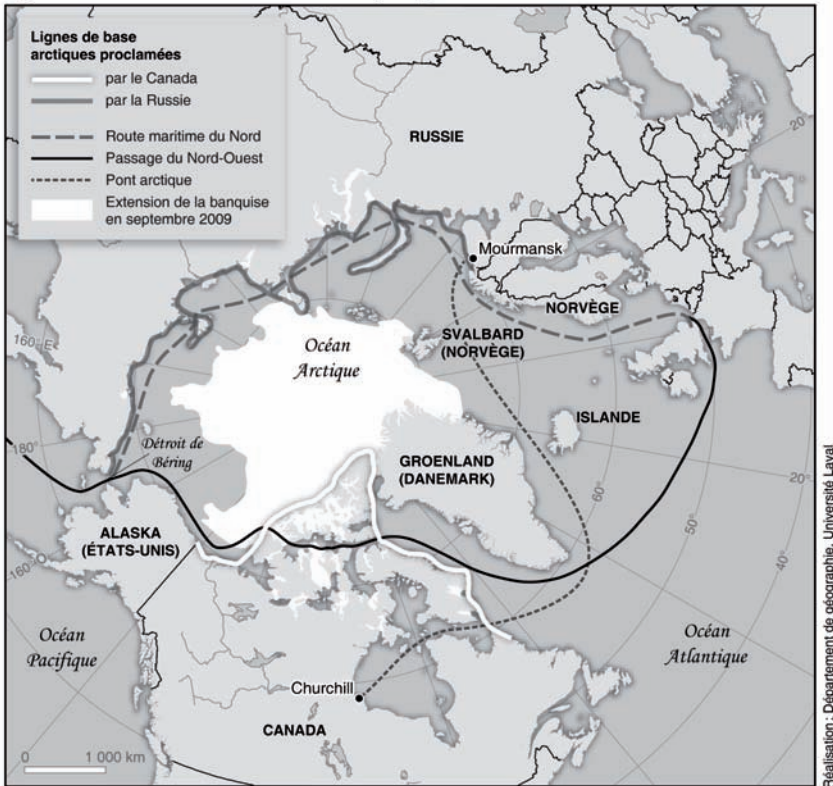 Lignes de base
arctiques proclamées
par le Canada
par la Russie
Route maritime du Nord
Passage du Nord-Ouest
Pont arctique
Extension de la banquise
en septembre 2009
RUSSIE
20°
Mourmansk
NORVÈGE
SVALBARD
(NORVÈGE)
160° E
Océan
Arctique
ISLANDE
180°
Détroit de
Béring
GROENLAND
(DANEMARK)
20°
60°
50°
40°
ALASKA
(ÉTATS-UNIS)
160° O
Océan
Pacifique
Océan
Atlantique
Churchill
CANADA
0 1 000 km
Réalisation : Département de géographie, Université Laval